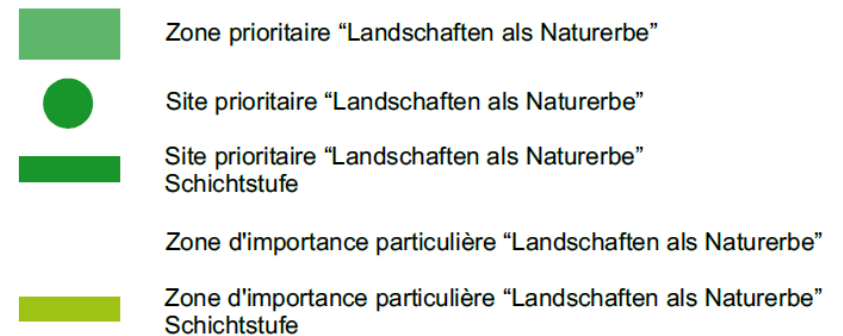 Zone prioritaire “Landschaften als Naturerbe”
Site prioritaire “Landschaften als Naturerbe”
Site prioritaire “Landschaften als Naturerbe”
Schichtstufe
Zone d'importance particulière “Landschaften als Naturerbe”
Zone d'importance particulière “Landschaften als Naturerbe”
Schichtstufe